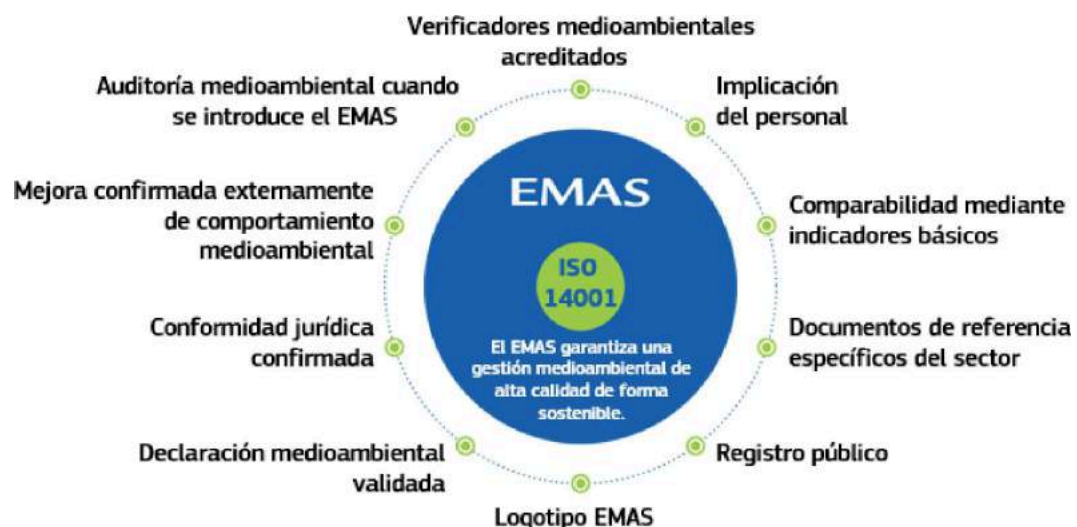 Verificadores medioambientales
acreditados
Implicación
del personal
Comparabilidad mediante
indicadores básicos
Documentos de referencia
específicos del sector
Registro público
Logotipo EMAS
Declaración medioambiental
validada
Conformidad jurídica
confirmada
Mejora confirmada externamente
de comportamiento
medioambiental
Auditoría medioambiental cuando
se introduce el EMAS
EMAS
ISO
14001
El EMAS garantiza una
gestión medioambiental de
alta calidad de forma
sostenible.